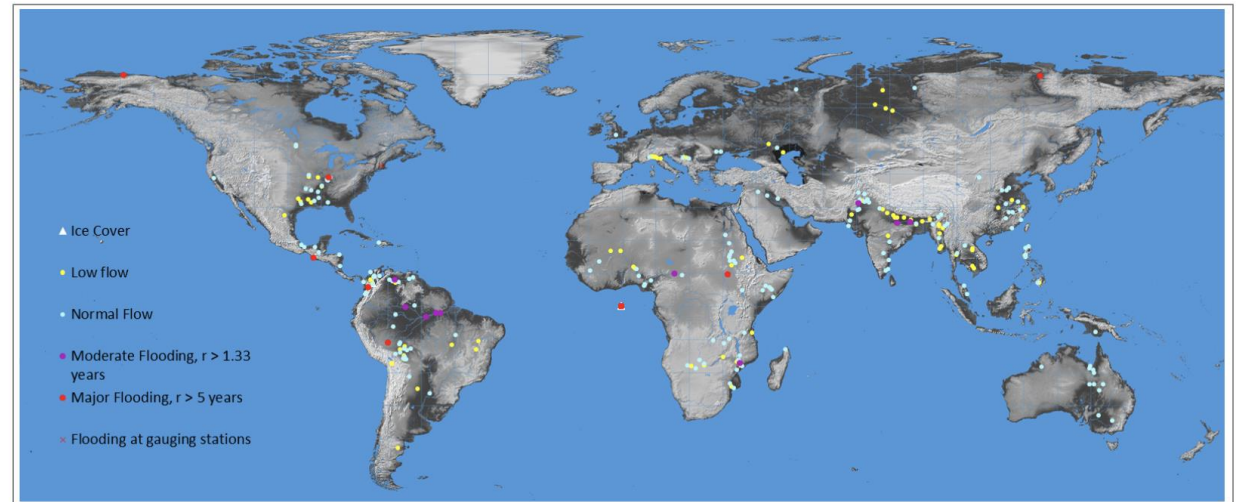 Ice Cover
Low flow
Normal Flow
Moderate Flooding, r > 1.33
years
Major Flooding, r > 5 years
Flooding at gauging stations